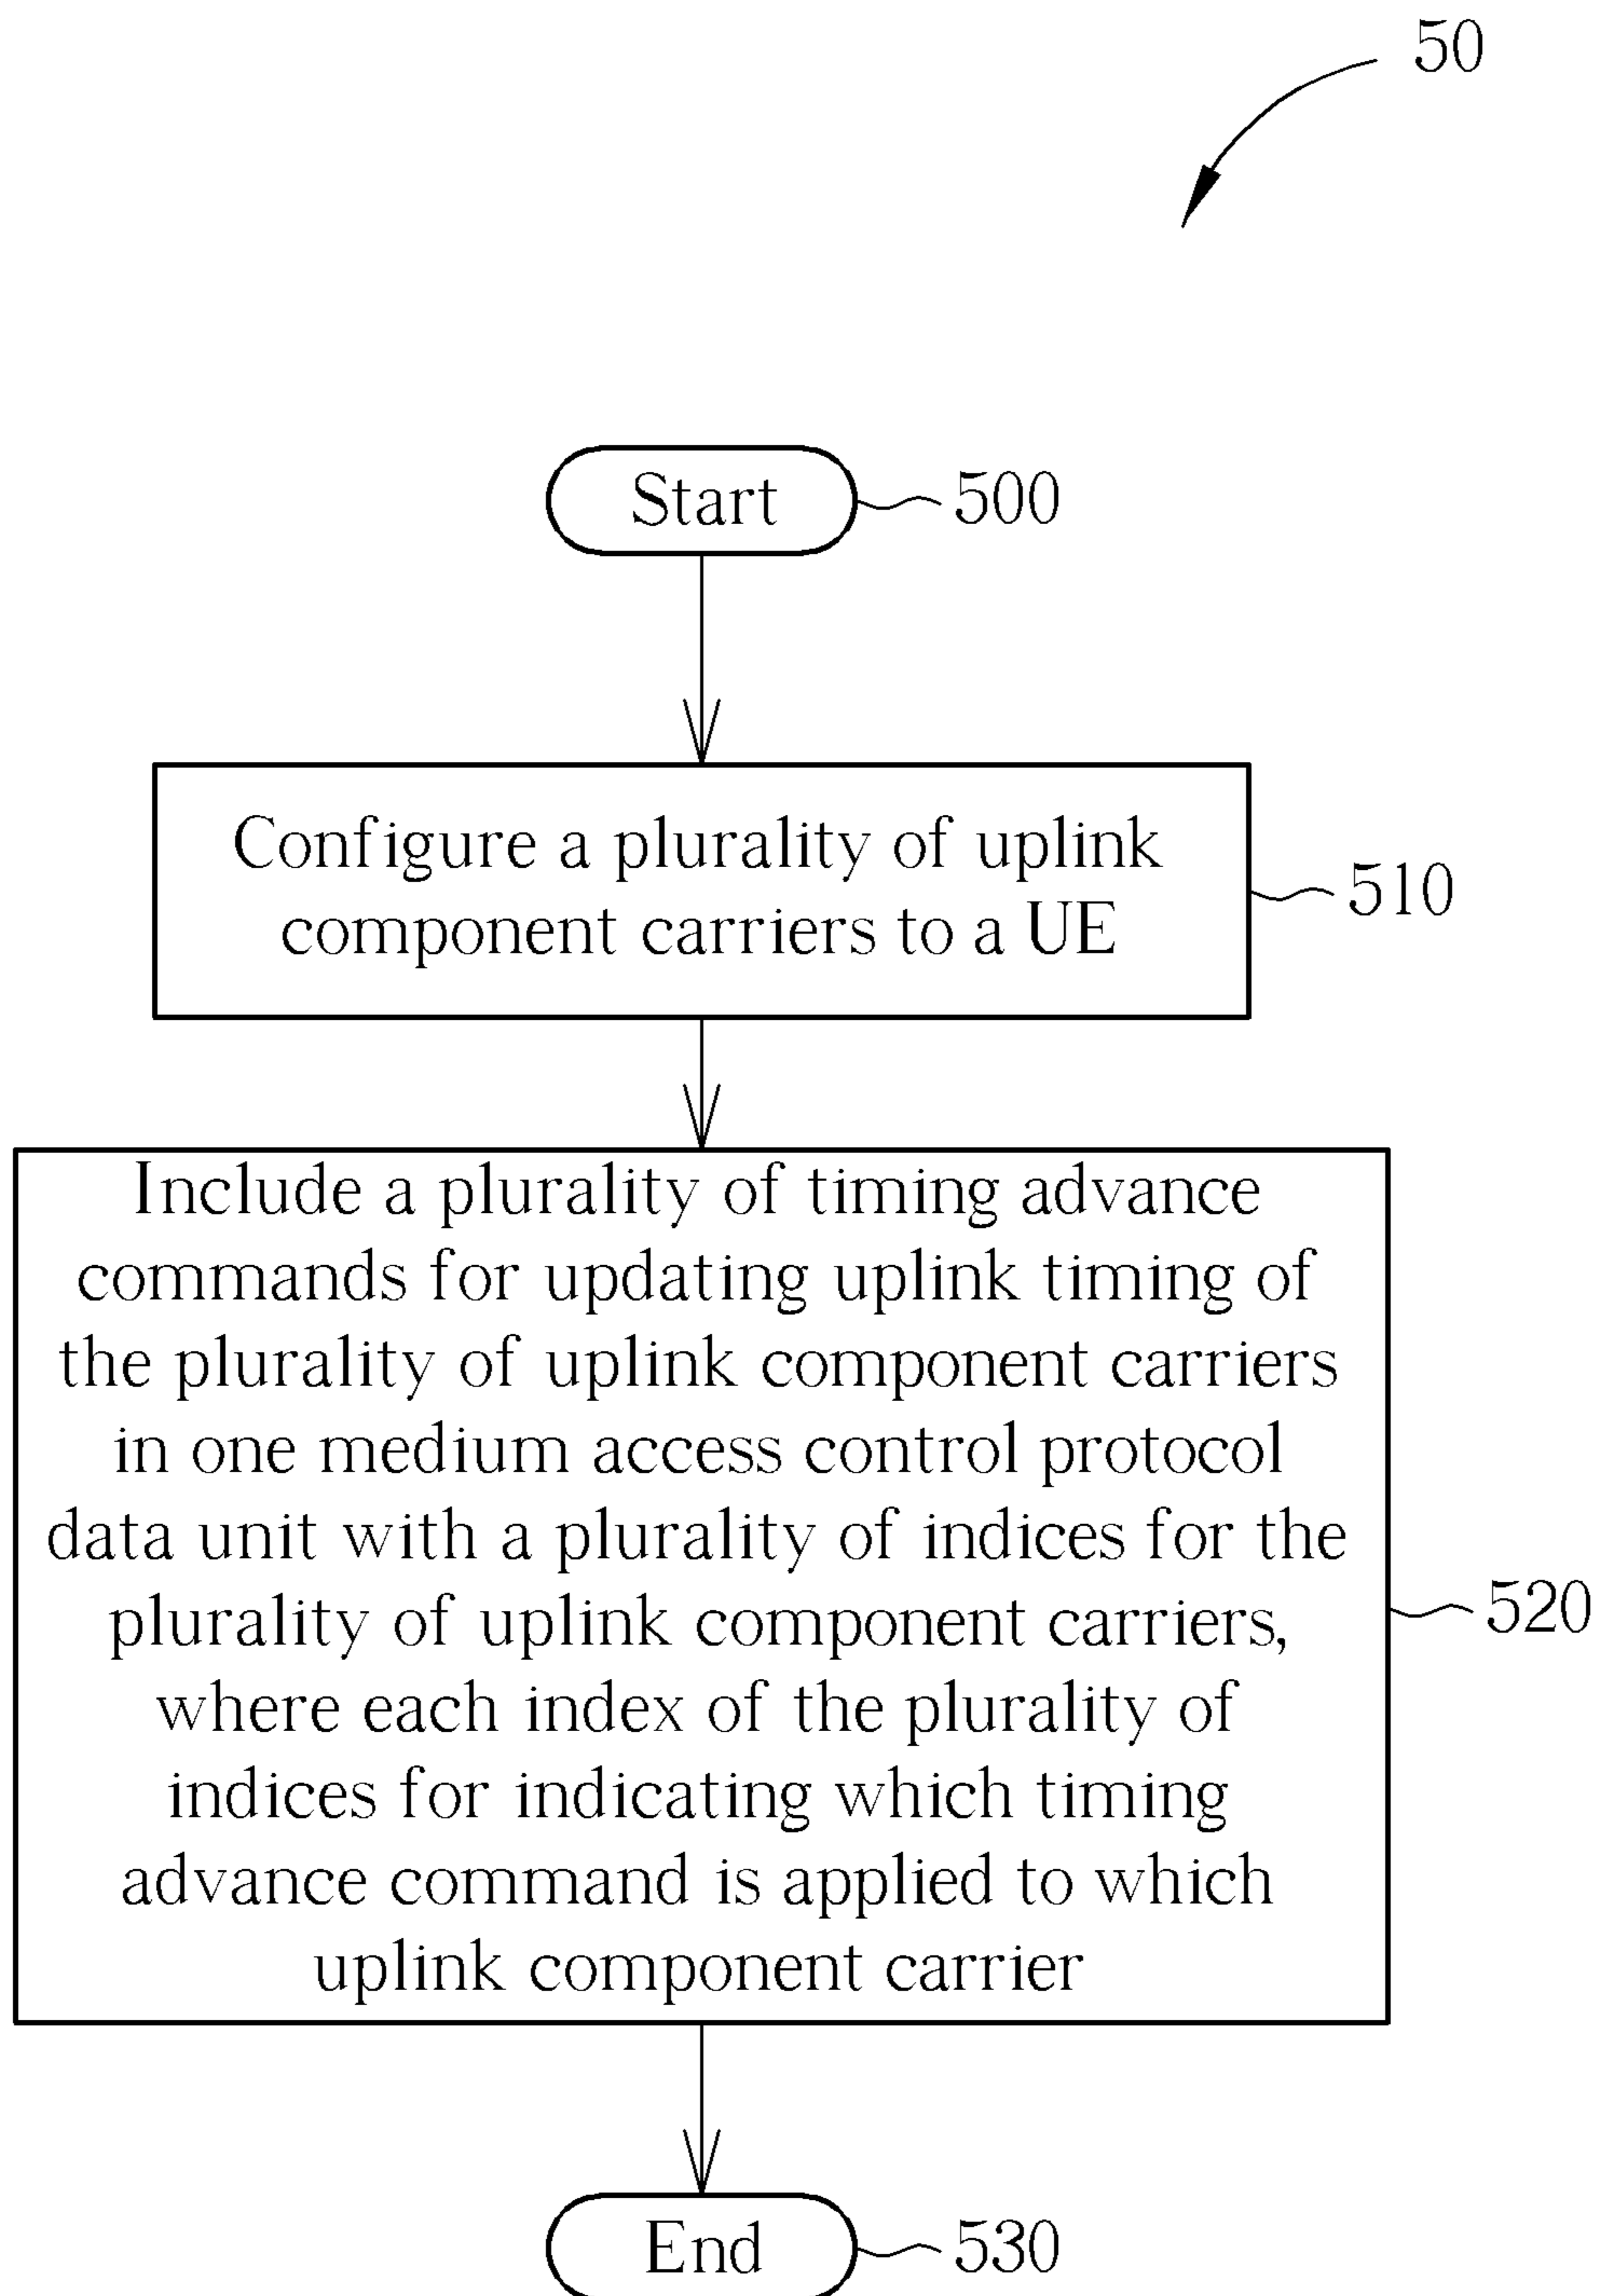 50
Start
500
Configure a plurality of uplink
component carriers to a UE
510
Include a plurality of timing advance
commands for updating uplink timing of
the plurality of uplink component carriers
in one medium access control protocol
data unit with a plurality of indices for the
plurality of uplink component carriers,
where each index of the plurality of
indices for indicating which timing
advance command is applied to which
uplink component carrier
520
End
530